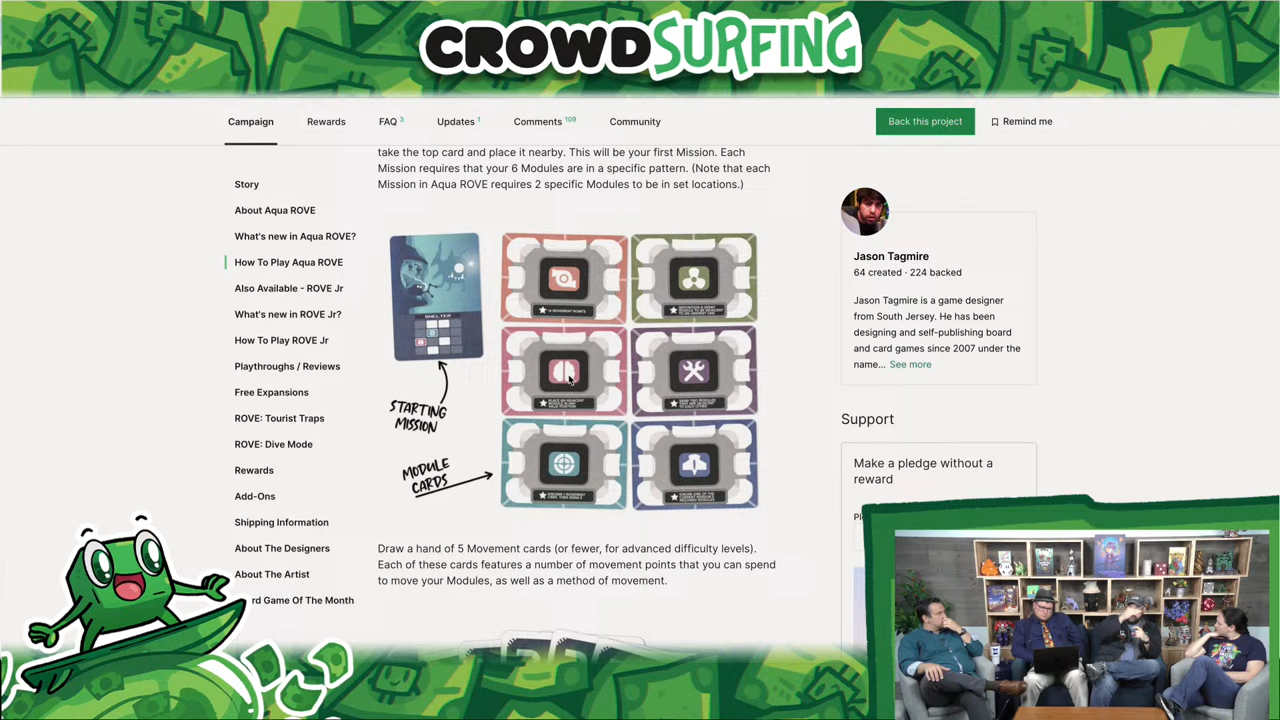 CROWDSURFING
Campaign
Rewards
FAQ 3
Updates 1
Comments 109
Community
Back this project
Remind me
Story
About Aqua ROVE
What's new in Aqua ROVE?
How To Play Aqua ROVE
Also Available - ROVE Jr
What's new in ROVE Jr?
How To Play ROVE Jr
Playthroughs / Reviews
Free Expansions
ROVE: Tourist Traps
ROVE: Dive Mode
Rewards
Add-Ons
Shipping Information
About The Designers
About The Artist
rd Game Of The Month
take the top card and place it nearby. This will be your first Mission. Each
Mission requires that your 6 Modules are in a specific pattern. (Note that each
Mission in Aqua ROVE requires 2 specific Modules to be in set locations.)
SHELTER
STARTING
MISSION
MODULE
CARDS
Draw a hand of 5 Movement cards (or fewer, for advanced difficulty levels).
Each of these cards features a number of movement points that you can spend
to move your Modules, as well as a method of movement.
Jason Tagmire
64 created · 224 backed
Jason Tagmire is a game designer
from South Jersey. He has been
designing and self-publishing board
and card games since 2007 under the
name... See more
Support
Make a pledge without a
reward